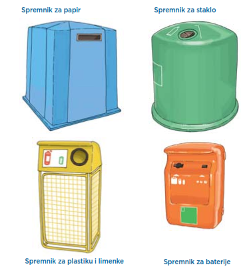 Spremnik za papir
Spremnik za staklo
Spremnik za plastiku i limenke
Spremnik za baterije